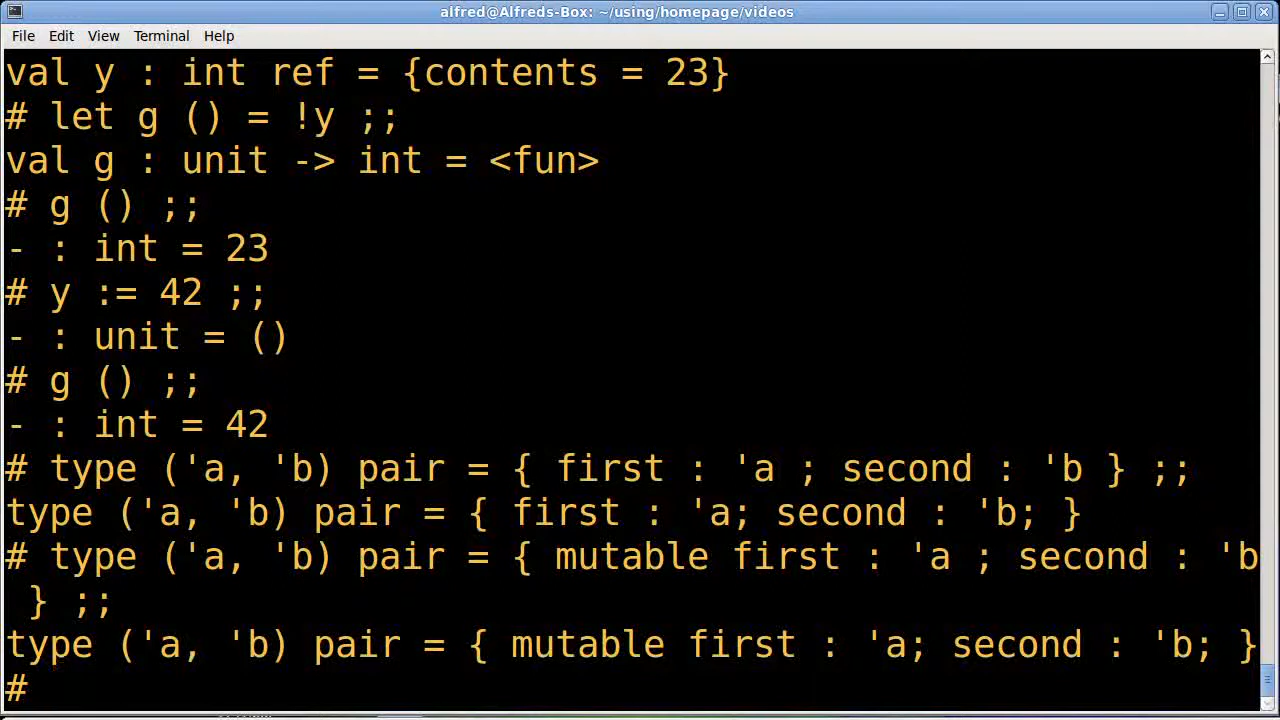 alfred@Alfreds-Box: ~/using/homepage/videos
File Edit View Terminal Help
val y : int ref = {contents = 23}
# let g () = !y ;;
val g : unit -> int = <fun>
# g () ;;
- : int = 23
# y := 42 ;;
- : unit = ()
# g () ;;
- : int = 42
# type ('a, 'b) pair = { first : 'a ; second : 'b } ;;
type ('a, 'b) pair = { first : 'a; second : 'b; }
# type ('a, 'b) pair = { mutable first : 'a ; second : 'b
 } ;;
type ('a, 'b) pair = { mutable first : 'a; second : 'b; }
#